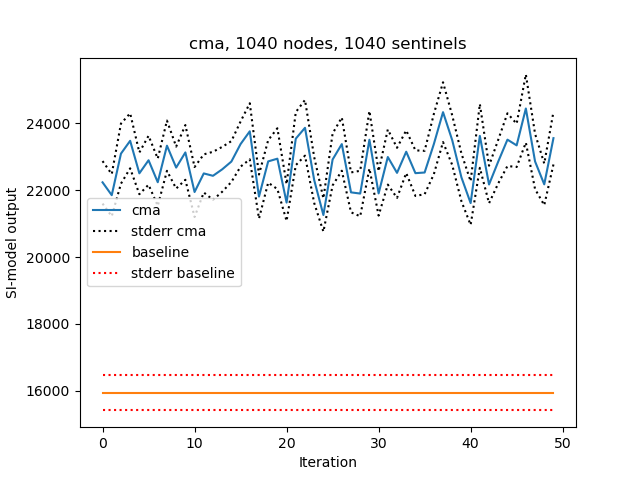 cma, 1040 nodes, 1040 sentinels
24000
22000
20000
18000
16000
SI-model output
cma
stderr cma
baseline
stderr baseline
0
10
20
30
40
50
Iteration